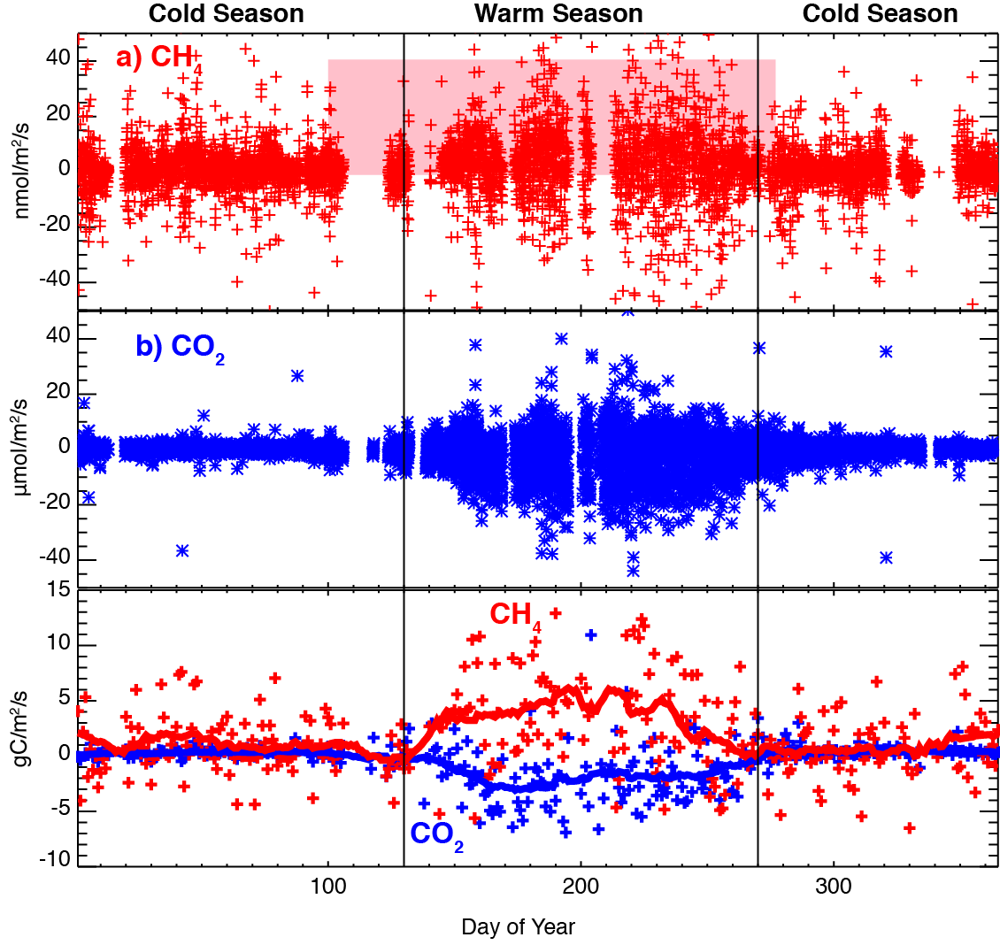 Cold Season Warm Season Cold Season
a) CH4
40
20
0
-20
-40
nmol/m2/s
b) CO2
40
20
0
-20
-40
µmol/m2/s
15
10
5
0
-5
-10
gC/m2/s
CH4
CO2
100 200 300
Day of Year